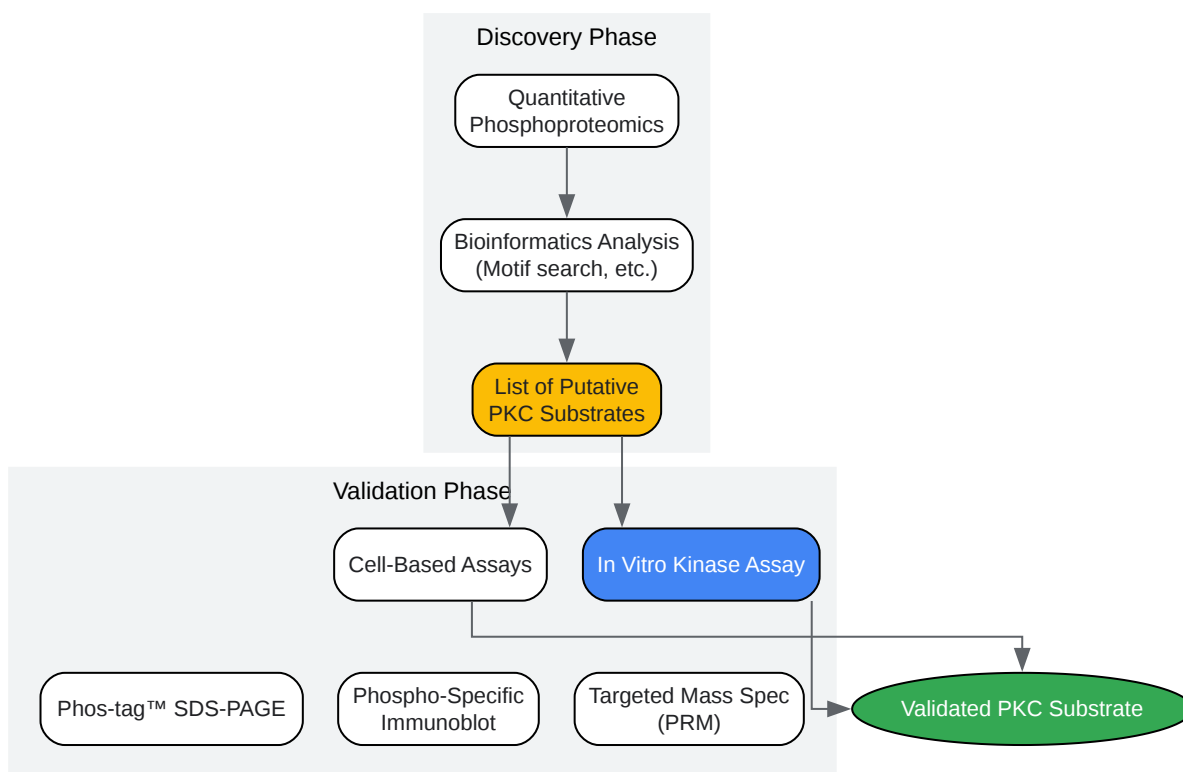 Discovery Phase
Quantitative
Phosphoproteomics
Bioinformatics Analysis
(Motif search, etc.)
List of Putative
PKC Substrates
Validation Phase
Cell-Based Assays
In Vitro Kinase Assay
Phos-tag™ SDS-PAGE
Phospho-Specific
Immunoblot
Targeted Mass Spec
(PRM)
Validated PKC Substrate